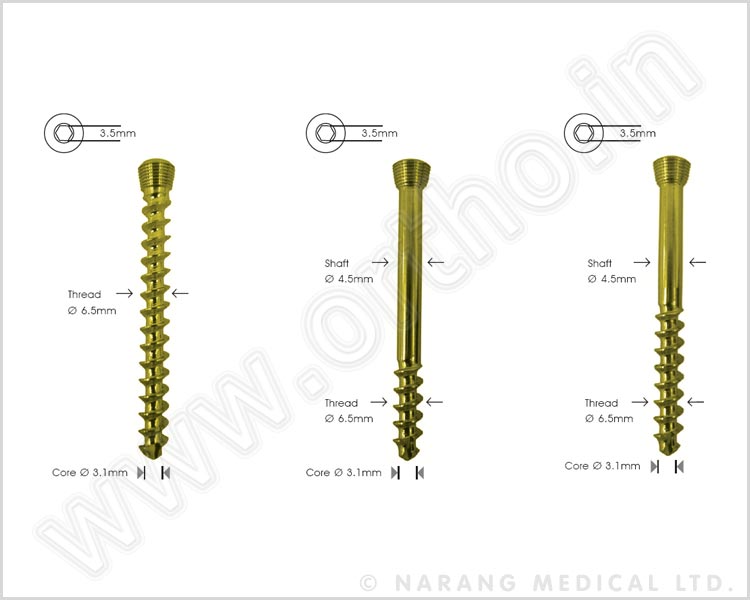 3.5mm
Thread
Ø 6.5mm
Core Ø 3.1mm
3.5mm
Shaft
Ø 4.5mm
Thread
Ø 6.5mm
Core Ø 3.1mm
3.5mm
Shaft
Ø 4.5mm
Thread
Ø 6.5mm
Core Ø 3.1mm
www.ortho.in
© NARANG MEDICAL LTD.